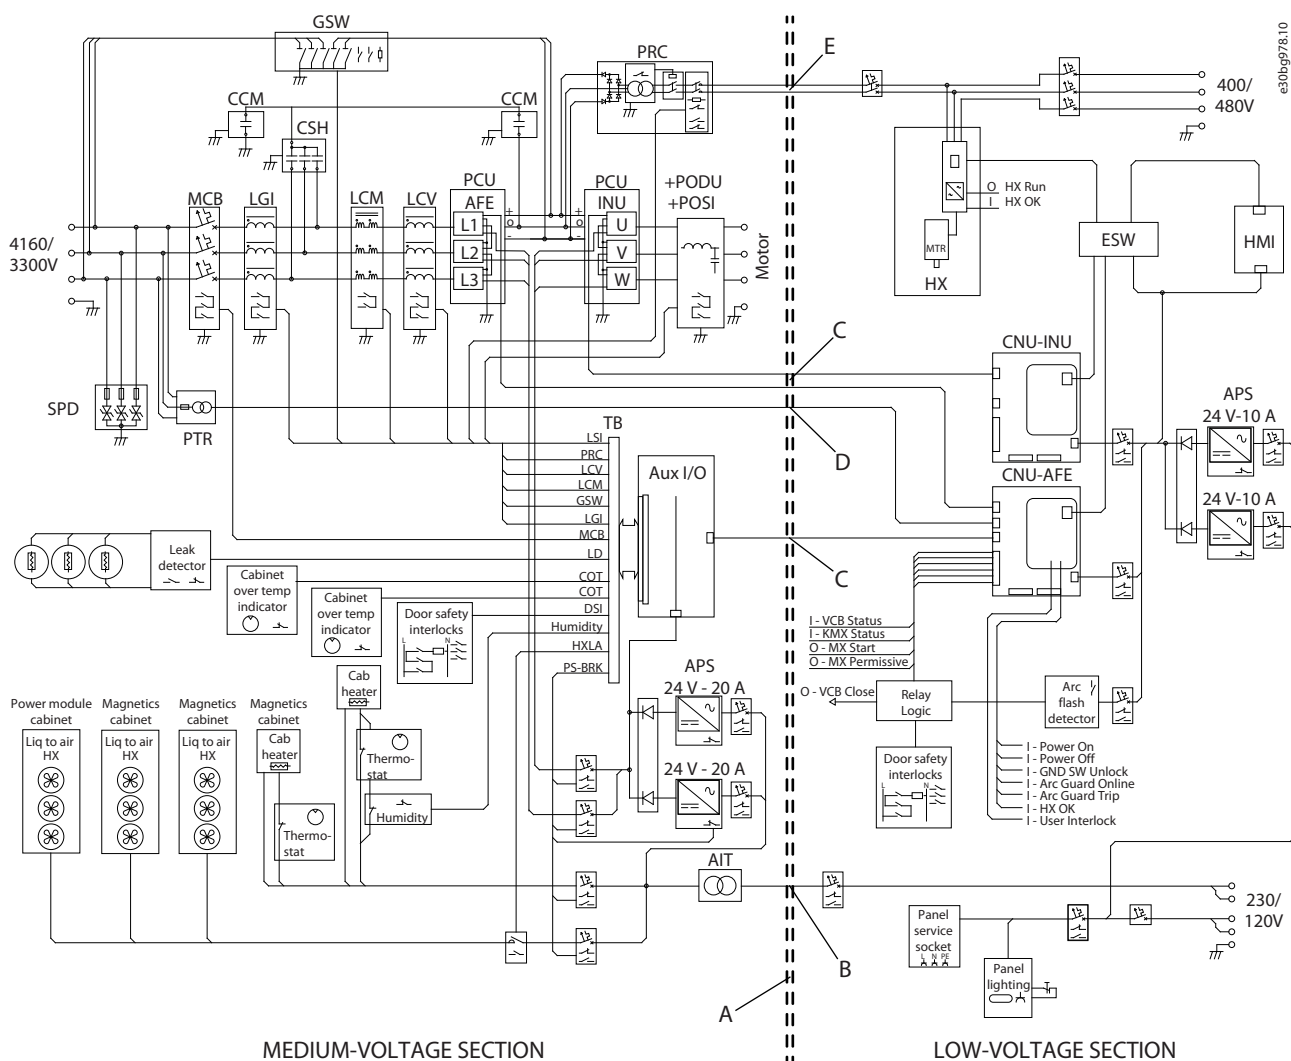 GSW
PRC
E
e30bg978.10
400/
480V
CCM
CCM
CSH
MCB
LGI
LCM
LCV
PCU
AFE
PCU
INU
+PODU
+POSI
L1
L2
L3
+
O
-
U
V
W
4160/
3300V
Motor
O HX Run
I HX OK
MTR
HX
ESW
HMI
SPD
PTR
C
D
CNU-INU
CNU-AFE
APS
24 V-10 A
24 V-10 A
TB
LSI
PRC
LCV
LCM
GSW
LGI
MCB
LD
COT
COT
DSI
Humidity
HXLA
PS-BRK
Aux I/O
C
Leak
detector
Cabinet
over temp
indicator
Cabinet
over temp
indicator
Door safety
interlocks
L
N
I - VCB Status
I - KMX Status
O - MX Start
O - MX Permissive
O - VCB Close
Relay
Logic
Arc
flash
detector
APS
24 V - 20 A
24 V - 20 A
Cab
heater
Power module
cabinet
Magnetics
cabinet
Magnetics
cabinet
Magnetics
cabinet
Liq to air
HX
Liq to air
HX
Liq to air
HX
Cab
heater
Thermo-
stat
Thermo-
stat
Humidity
Door safety
interlocks
L
N
I - Power On
I - Power Off
I - GND SW Unlock
I - Arc Guard Online
I - Arc Guard Trip
I - HX OK
I - User Interlock
AIT
230/
120V
Panel
service
socket
L N PE
Panel
lighting
B
A
MEDIUM-VOLTAGE SECTION
LOW-VOLTAGE SECTION